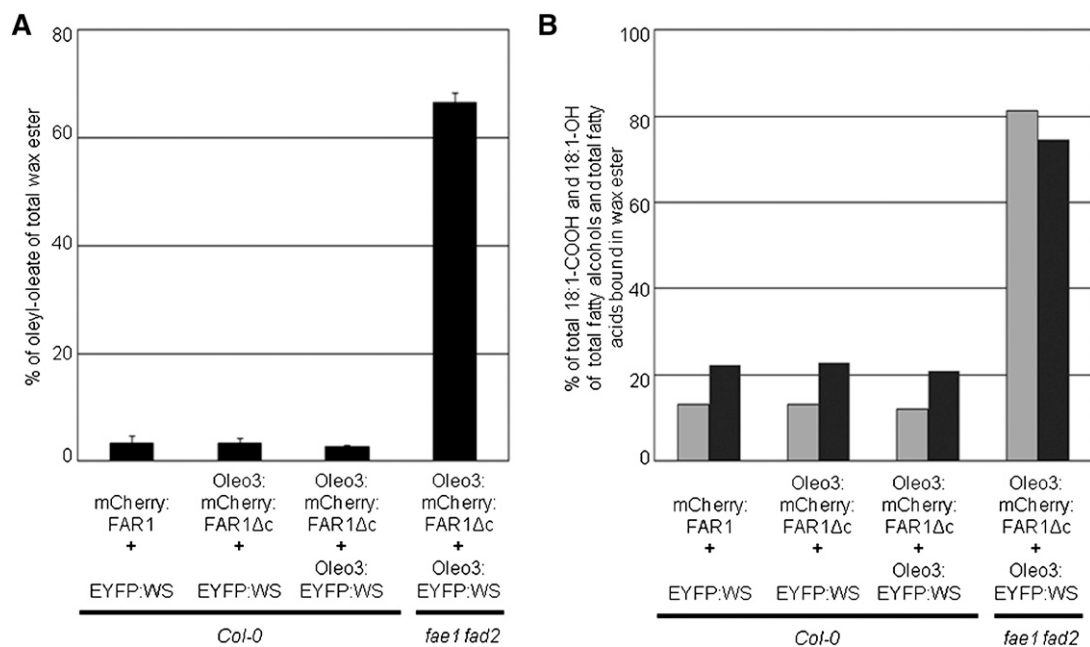 A
% of oleyl-oleate of total wax ester
80
60
40
20
0
mCherry:
FAR1
+
EYFP:WS
Oleo3:
mCherry:
FAR1Δc
+
EYFP:WS
Oleo3:
mCherry:
FAR1Δc
+
Oleo3:
EYFP:WS
Oleo3:
mCherry:
FAR1Δc
+
Oleo3:
EYFP:WS
Col-0
fae1 fad2
B
% of total 18:1-COOH and 18:1-OH
of total fatty alcohols and total fatty
acids bound in wax ester
100
80
60
40
20
0
mCherry:
FAR1
+
EYFP:WS
Oleo3:
mCherry:
FAR1Δc
+
EYFP:WS
Oleo3:
mCherry:
FAR1Δc
+
Oleo3:
EYFP:WS
Oleo3:
mCherry:
FAR1Δc
+
Oleo3:
EYFP:WS
Col-0
fae1 fad2